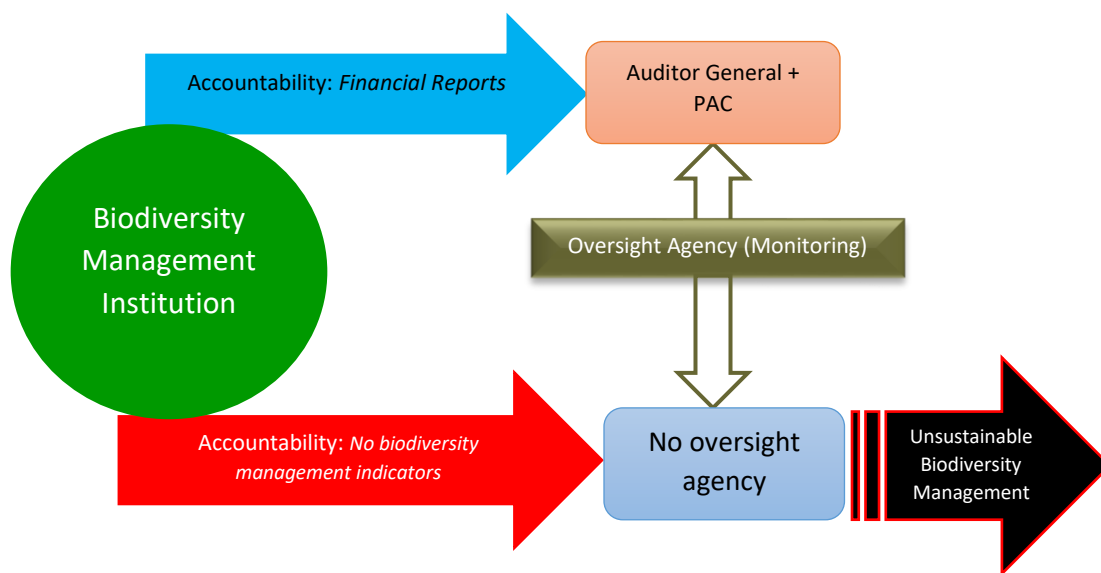 Accountability: Financial Reports
Auditor General +
PAC
Biodiversity
Management
Institution
Oversight Agency (Monitoring)
Accountability: No biodiversity
management indicators
No oversight
agency
Unsustainable
Biodiversity
Management